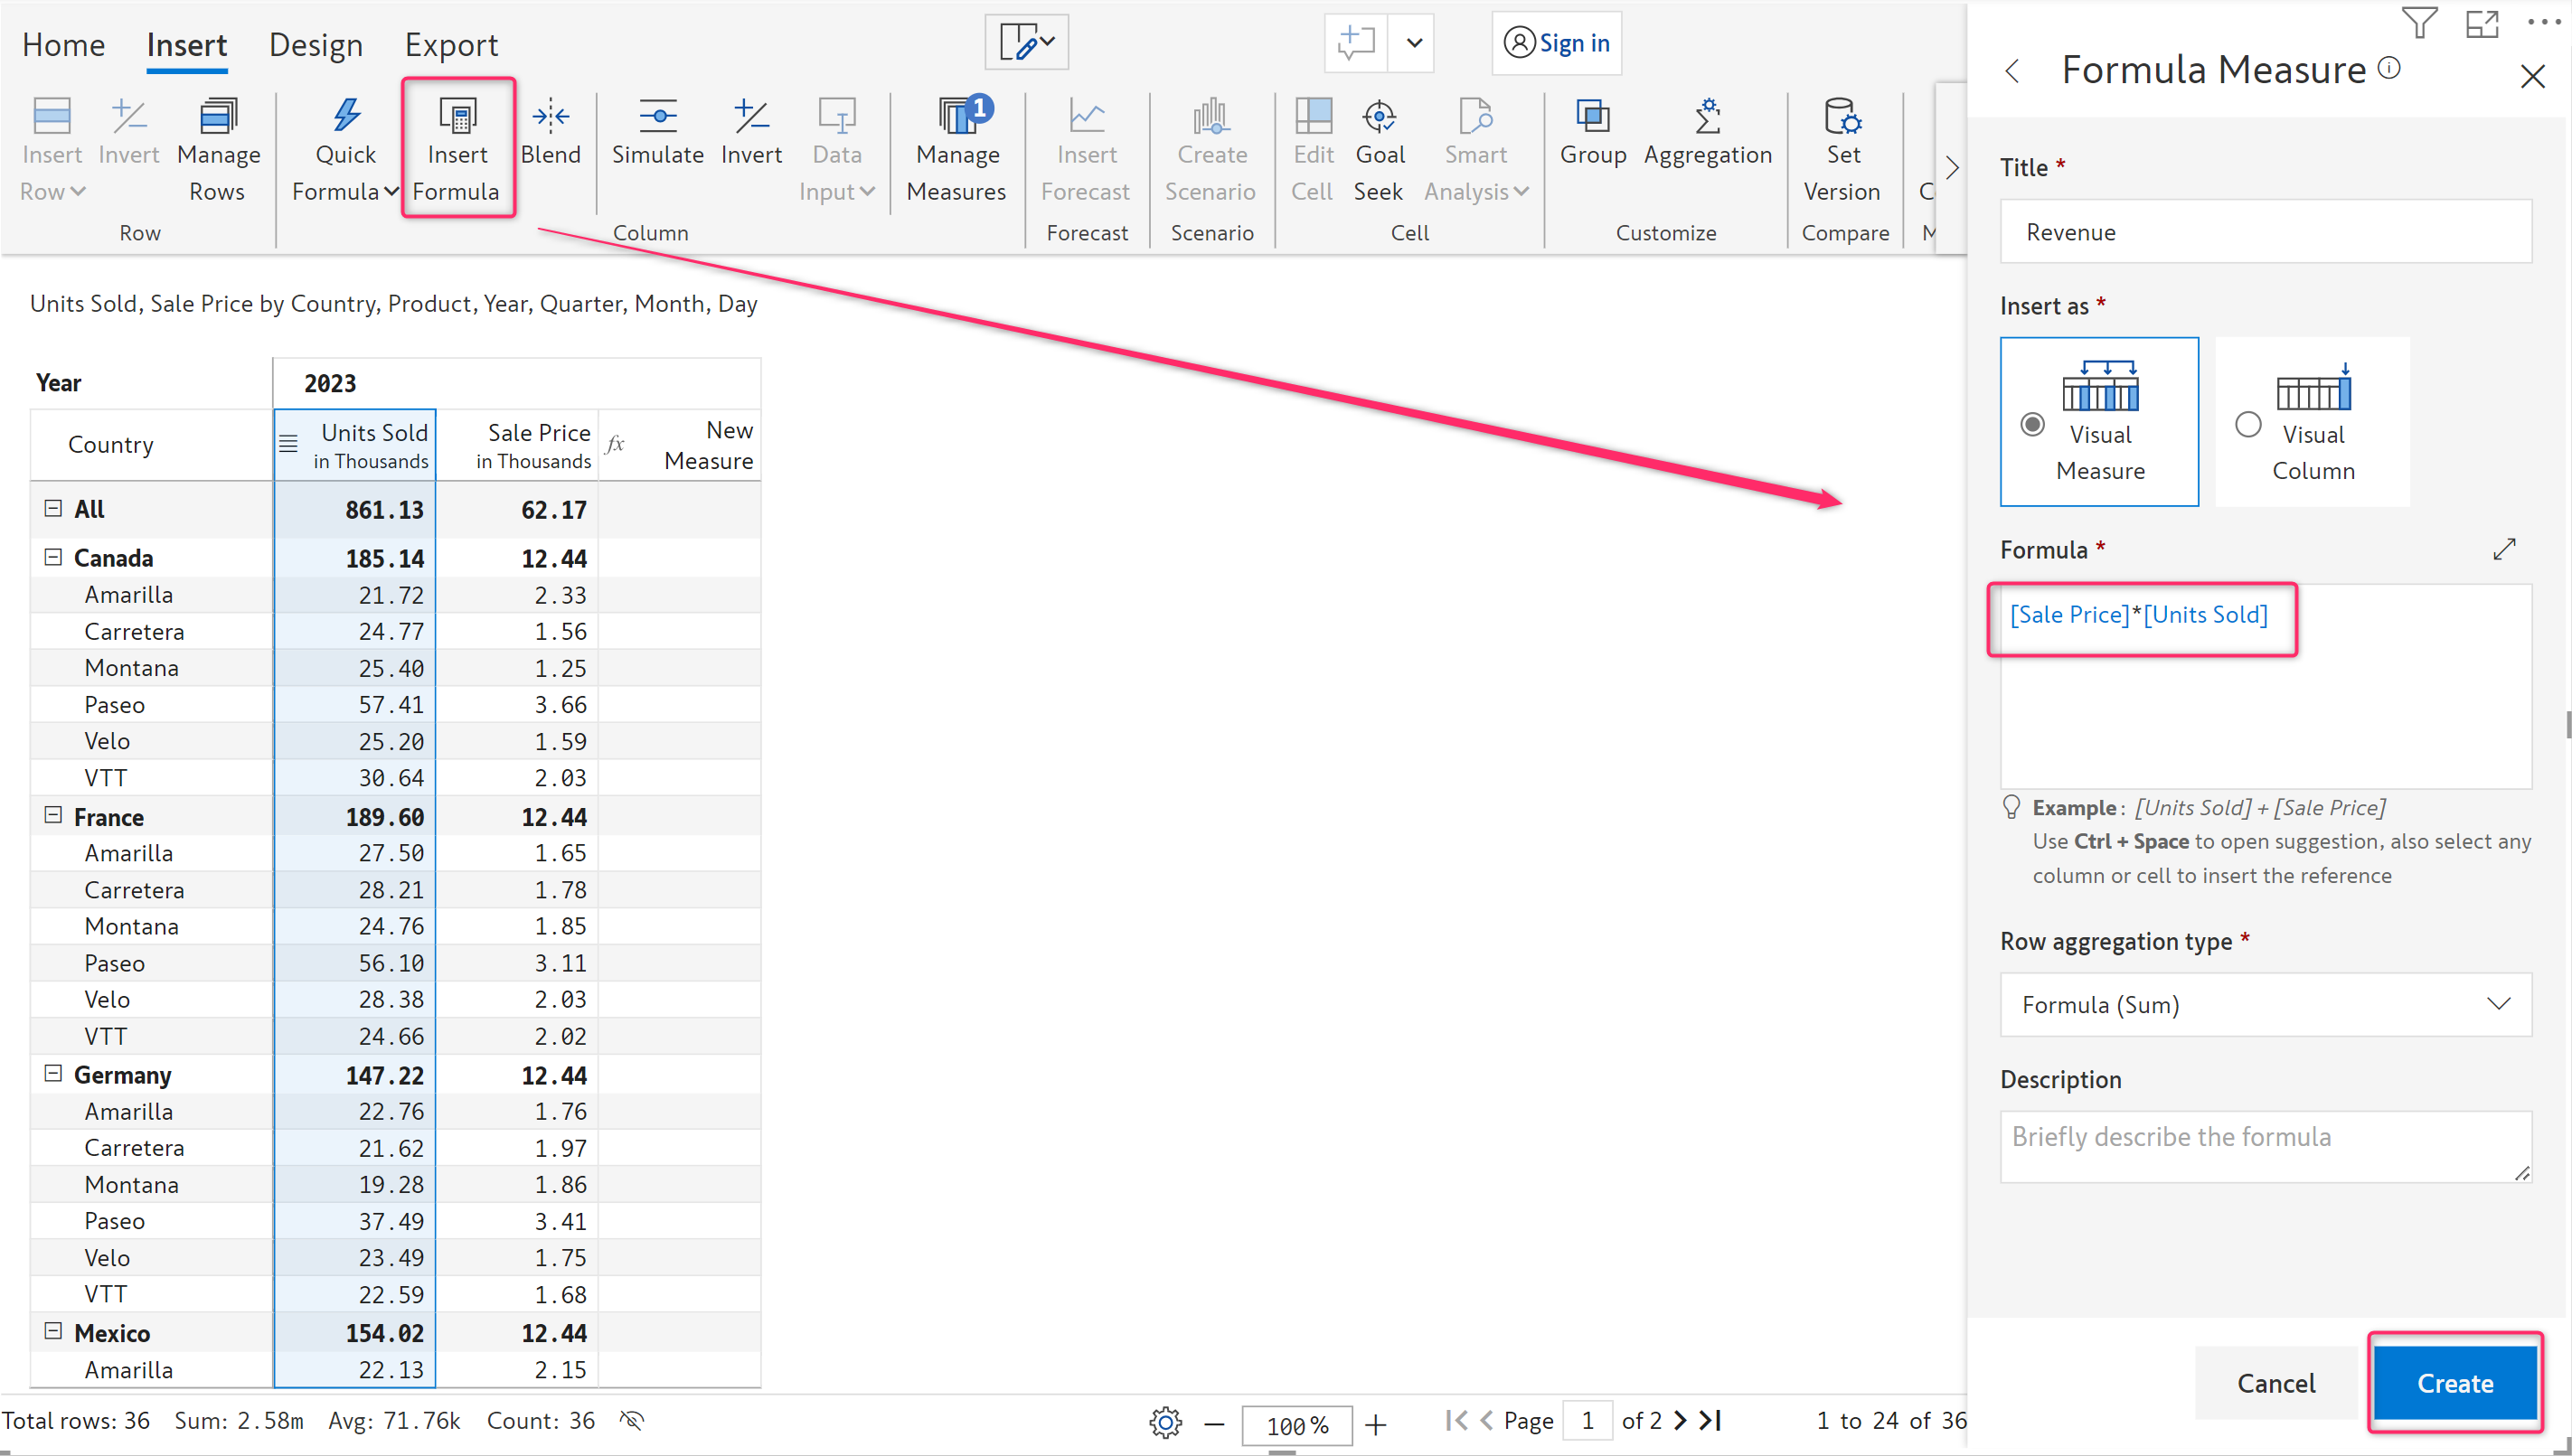 Home Insert Design Export Sign in
Insert Row Invert Manage Rows Quick Formula Insert Formula Blend Simulate Invert Data Input Manage Measures 1 Insert Forecast Create Scenario Edit Cell Goal Seek Smart Analysis Group Aggregation Set Version
Row Column Forecast Scenario Cell Customize Compare
Units Sold, Sale Price by Country, Product, Year, Quarter, Month, Day
Year 2023
Country Units Sold in Thousands Sale Price in Thousands fx New Measure
All 861.13 62.17
Canada 185.14 12.44
Amarilla 21.72 2.33
Carretera 24.77 1.56
Montana 25.40 1.25
Paseo 57.41 3.66
Velo 25.20 1.59
VTT 30.64 2.03
France 189.60 12.44
Amarilla 27.50 1.65
Carretera 28.21 1.78
Montana 24.76 1.85
Paseo 56.10 3.11
Velo 28.38 2.03
VTT 24.66 2.02
Germany 147.22 12.44
Amarilla 22.76 1.76
Carretera 21.62 1.97
Montana 19.28 1.86
Paseo 37.49 3.41
Velo 23.49 1.75
VTT 22.59 1.68
Mexico 154.02 12.44
Amarilla 22.13 2.15
Total rows: 36 Sum: 2.58m Avg: 71.76k Count: 36 100 % Page 1 of 2 1 to 24 of 36
Formula Measure
Title *
Revenue
Insert as *
Visual Measure
Visual Column
Formula *
[Sale Price]*[Units Sold]
Example : [Units Sold] + [Sale Price]
Use Ctrl + Space to open suggestion, also select any
column or cell to insert the reference
Row aggregation type *
Formula (Sum)
Description
Briefly describe the formula
Cancel Create